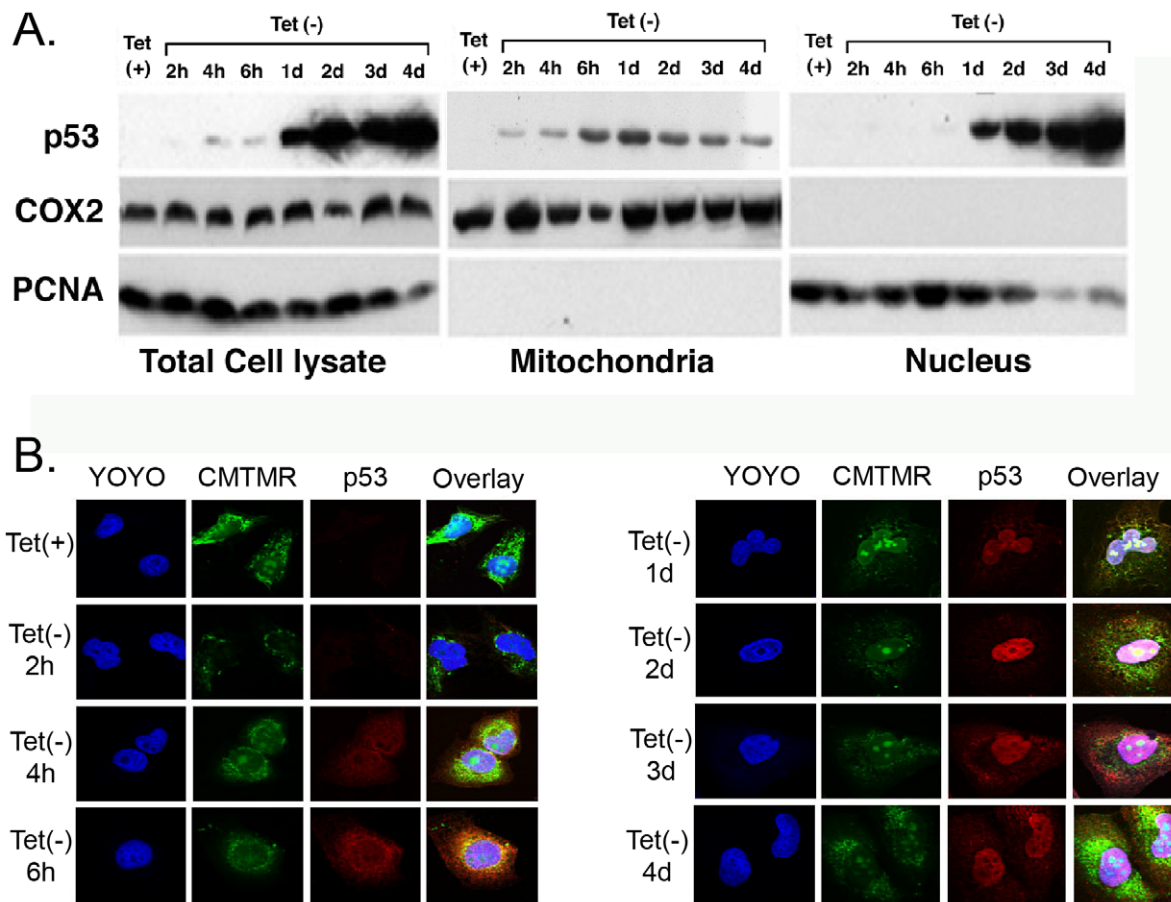 A.
Tet (-) Tet (-) Tet (-)
Tet (+) 2h 4h 6h 1d 2d 3d 4d Tet (+) 2h 4h 6h 1d 2d 3d 4d Tet (+) 2h 4h 6h 1d 2d 3d 4d
p53
COX2
PCNA
Total Cell lysate Mitochondria Nucleus
B.
YOYO CMTMR p53 Overlay
Tet(+)
Tet(-)
2h
Tet(-)
4h
Tet(-)
6h
YOYO CMTMR p53 Overlay
Tet(-)
1d
Tet(-)
2d
Tet(-)
3d
Tet(-)
4d